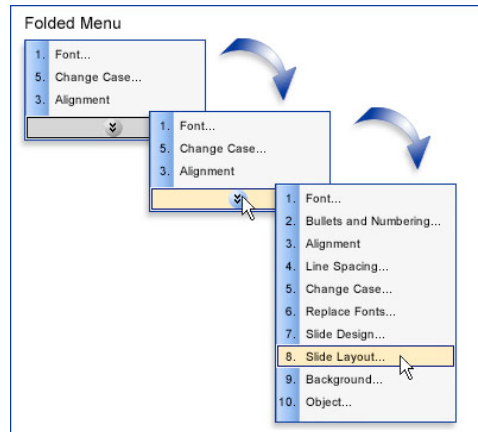 Folded Menu
1. Font...
5. Change Case...
3. Alignment
1. Font...
5. Change Case...
3. Alignment
1. Font...
2. Bullets and Numbering...
3. Alignment
4. Line Spacing...
5. Change Case...
6. Replace Fonts...
7. Slide Design...
8. Slide Layout...
9. Background...
10. Object...